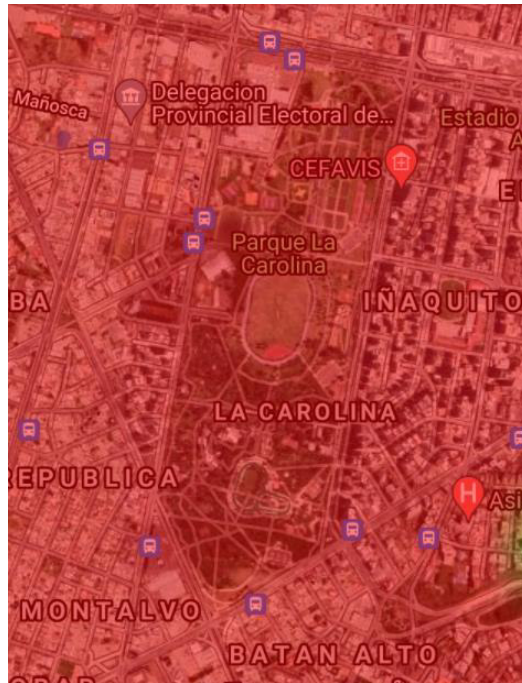 Delegacion
Provincial Electoral de...
Mañosca
Estadio
A
CEFAVIS
E
Parque La
Carolina
BA
IÑAQUITO
LA CAROLINA
REPUBLICA
H
Asi
MONTALVO
BATAN ALTO